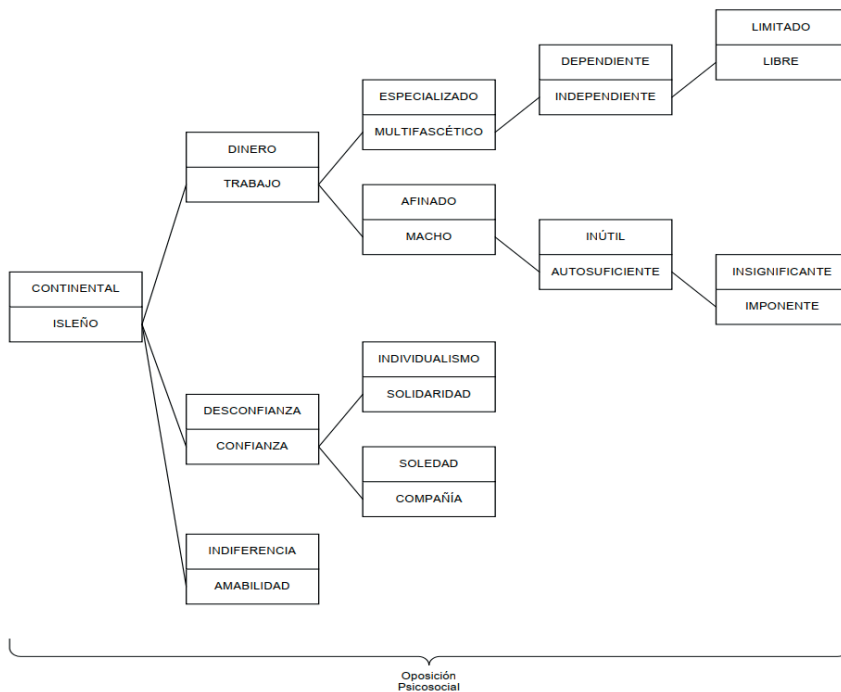 LIMITADO
LIBRE
DEPENDIENTE
INDEPENDIENTE
ESPECIALIZADO
MULTIFASCÉTICO
DINERO
TRABAJO
AFINADO
MACHO
INÚTIL
AUTOSUFICIENTE
INSIGNIFICANTE
IMPONENTE
CONTINENTAL
ISLEÑO
INDIVIDUALISMO
SOLIDARIDAD
DESCONFIANZA
CONFIANZA
SOLEDAD
COMPAÑÍA
INDIFERENCIA
AMABILIDAD
Oposición
Psicosocial